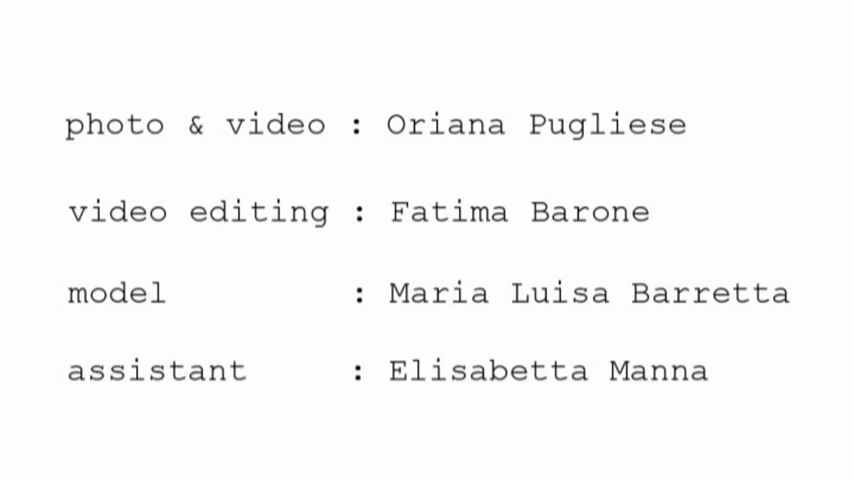 photo & video : Oriana Pugliese
video editing : Fatima Barone
model : Maria Luisa Barretta
assistant : Elisabetta Manna